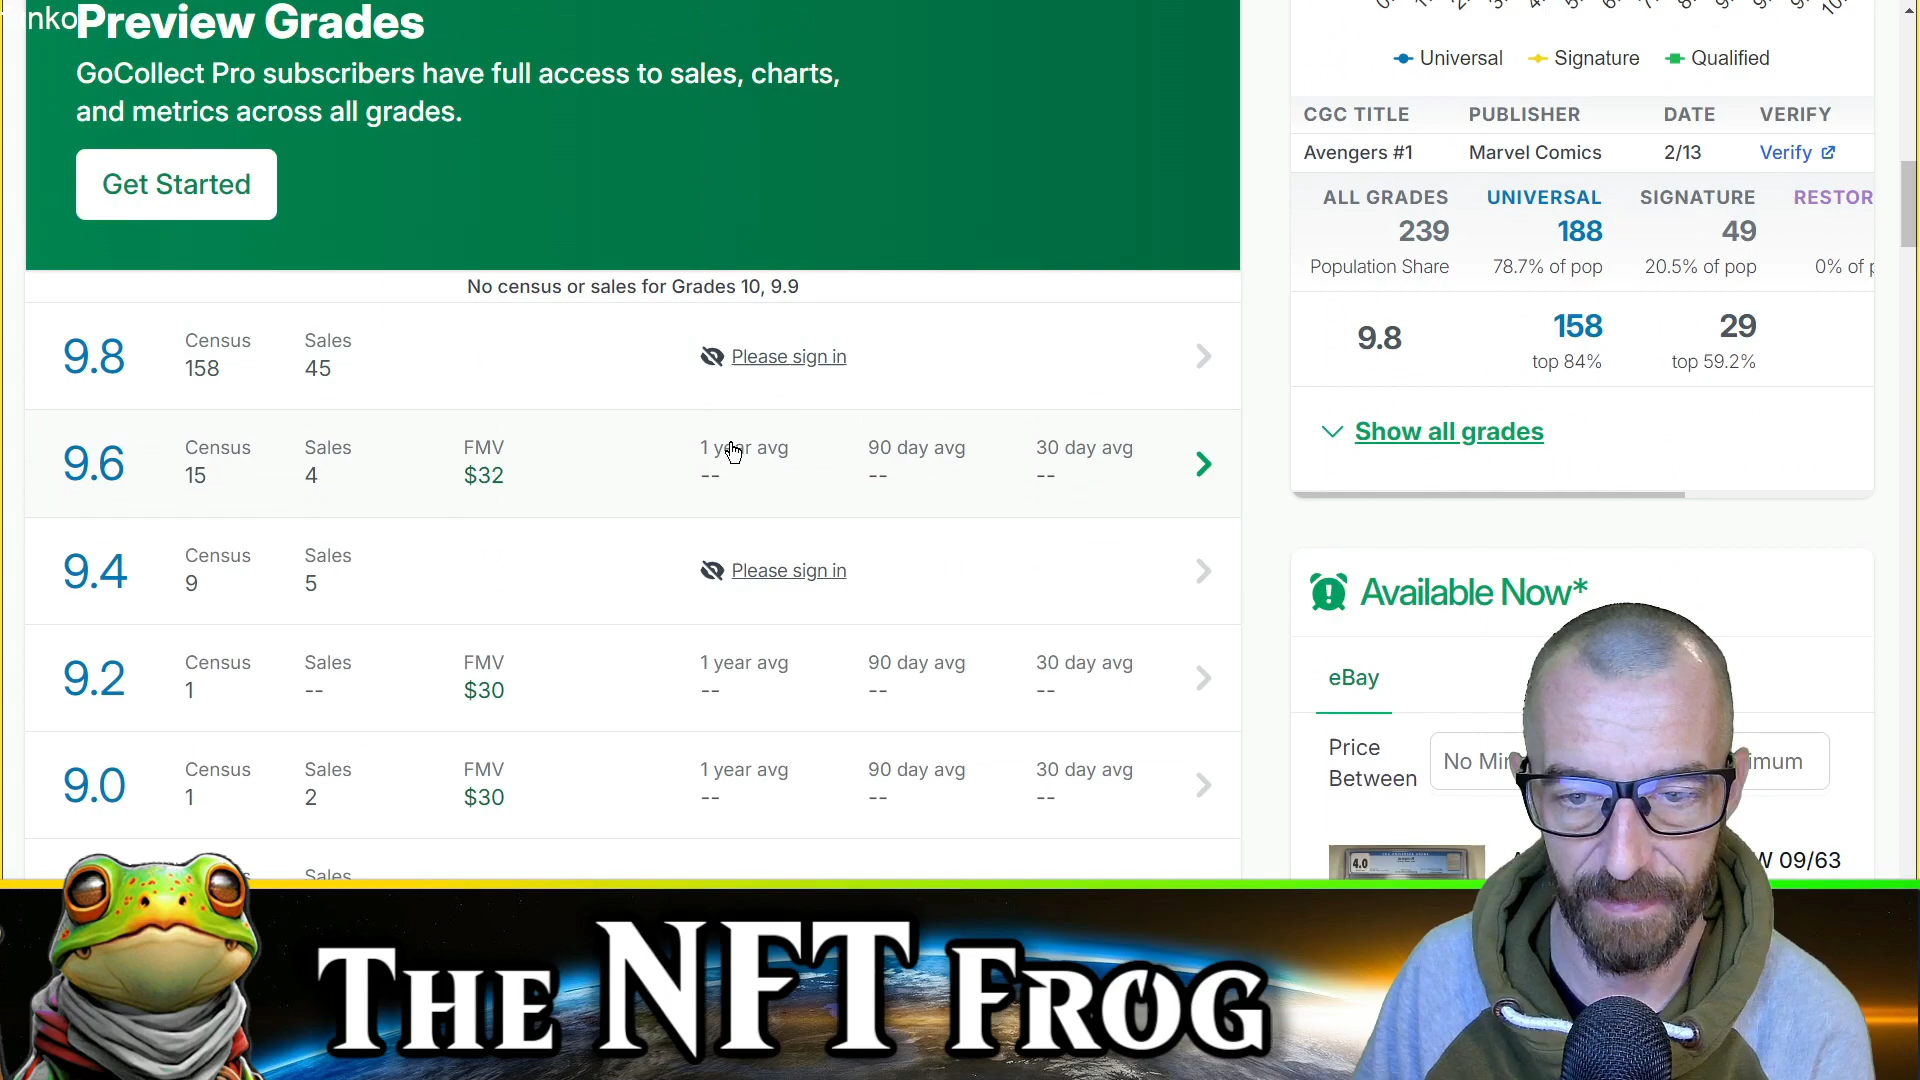 Preview Grades
GoCollect Pro subscribers have full access to sales, charts,
and metrics across all grades.
Get Started
No census or sales for Grades 10, 9.9
9.8
Census
158
Sales
45
Please sign in
9.6
Census
15
Sales
4
FMV
$32
1 year avg
--
90 day avg
--
30 day avg
--
9.4
Census
9
Sales
5
Please sign in
9.2
Census
1
Sales
--
FMV
$30
1 year avg
--
90 day avg
--
30 day avg
--
9.0
Census
1
Sales
2
FMV
$30
1 year avg
--
90 day avg
--
30 day avg
--
Sales
Universal Signature Qualified
CGC TITLE PUBLISHER DATE VERIFY
Avengers #1 Marvel Comics 2/13 Verify
ALL GRADES UNIVERSAL SIGNATURE RESTOR
239 188 49
Population Share 78.7% of pop 20.5% of pop 0% of
9.8 158 29
top 84% top 59.2%
Show all grades
Available Now*
eBay
Price
Between
No Mi
imum
4.0
09/63
THE NFT FROG